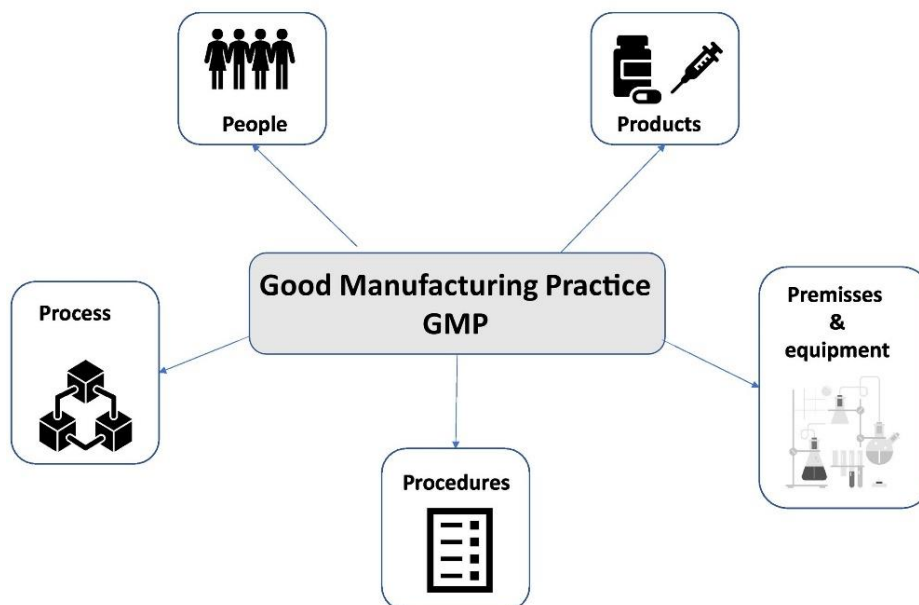 People
Products
Good Manufacturing Practice
GMP
Process
Premisses
&
equipment
Procedures